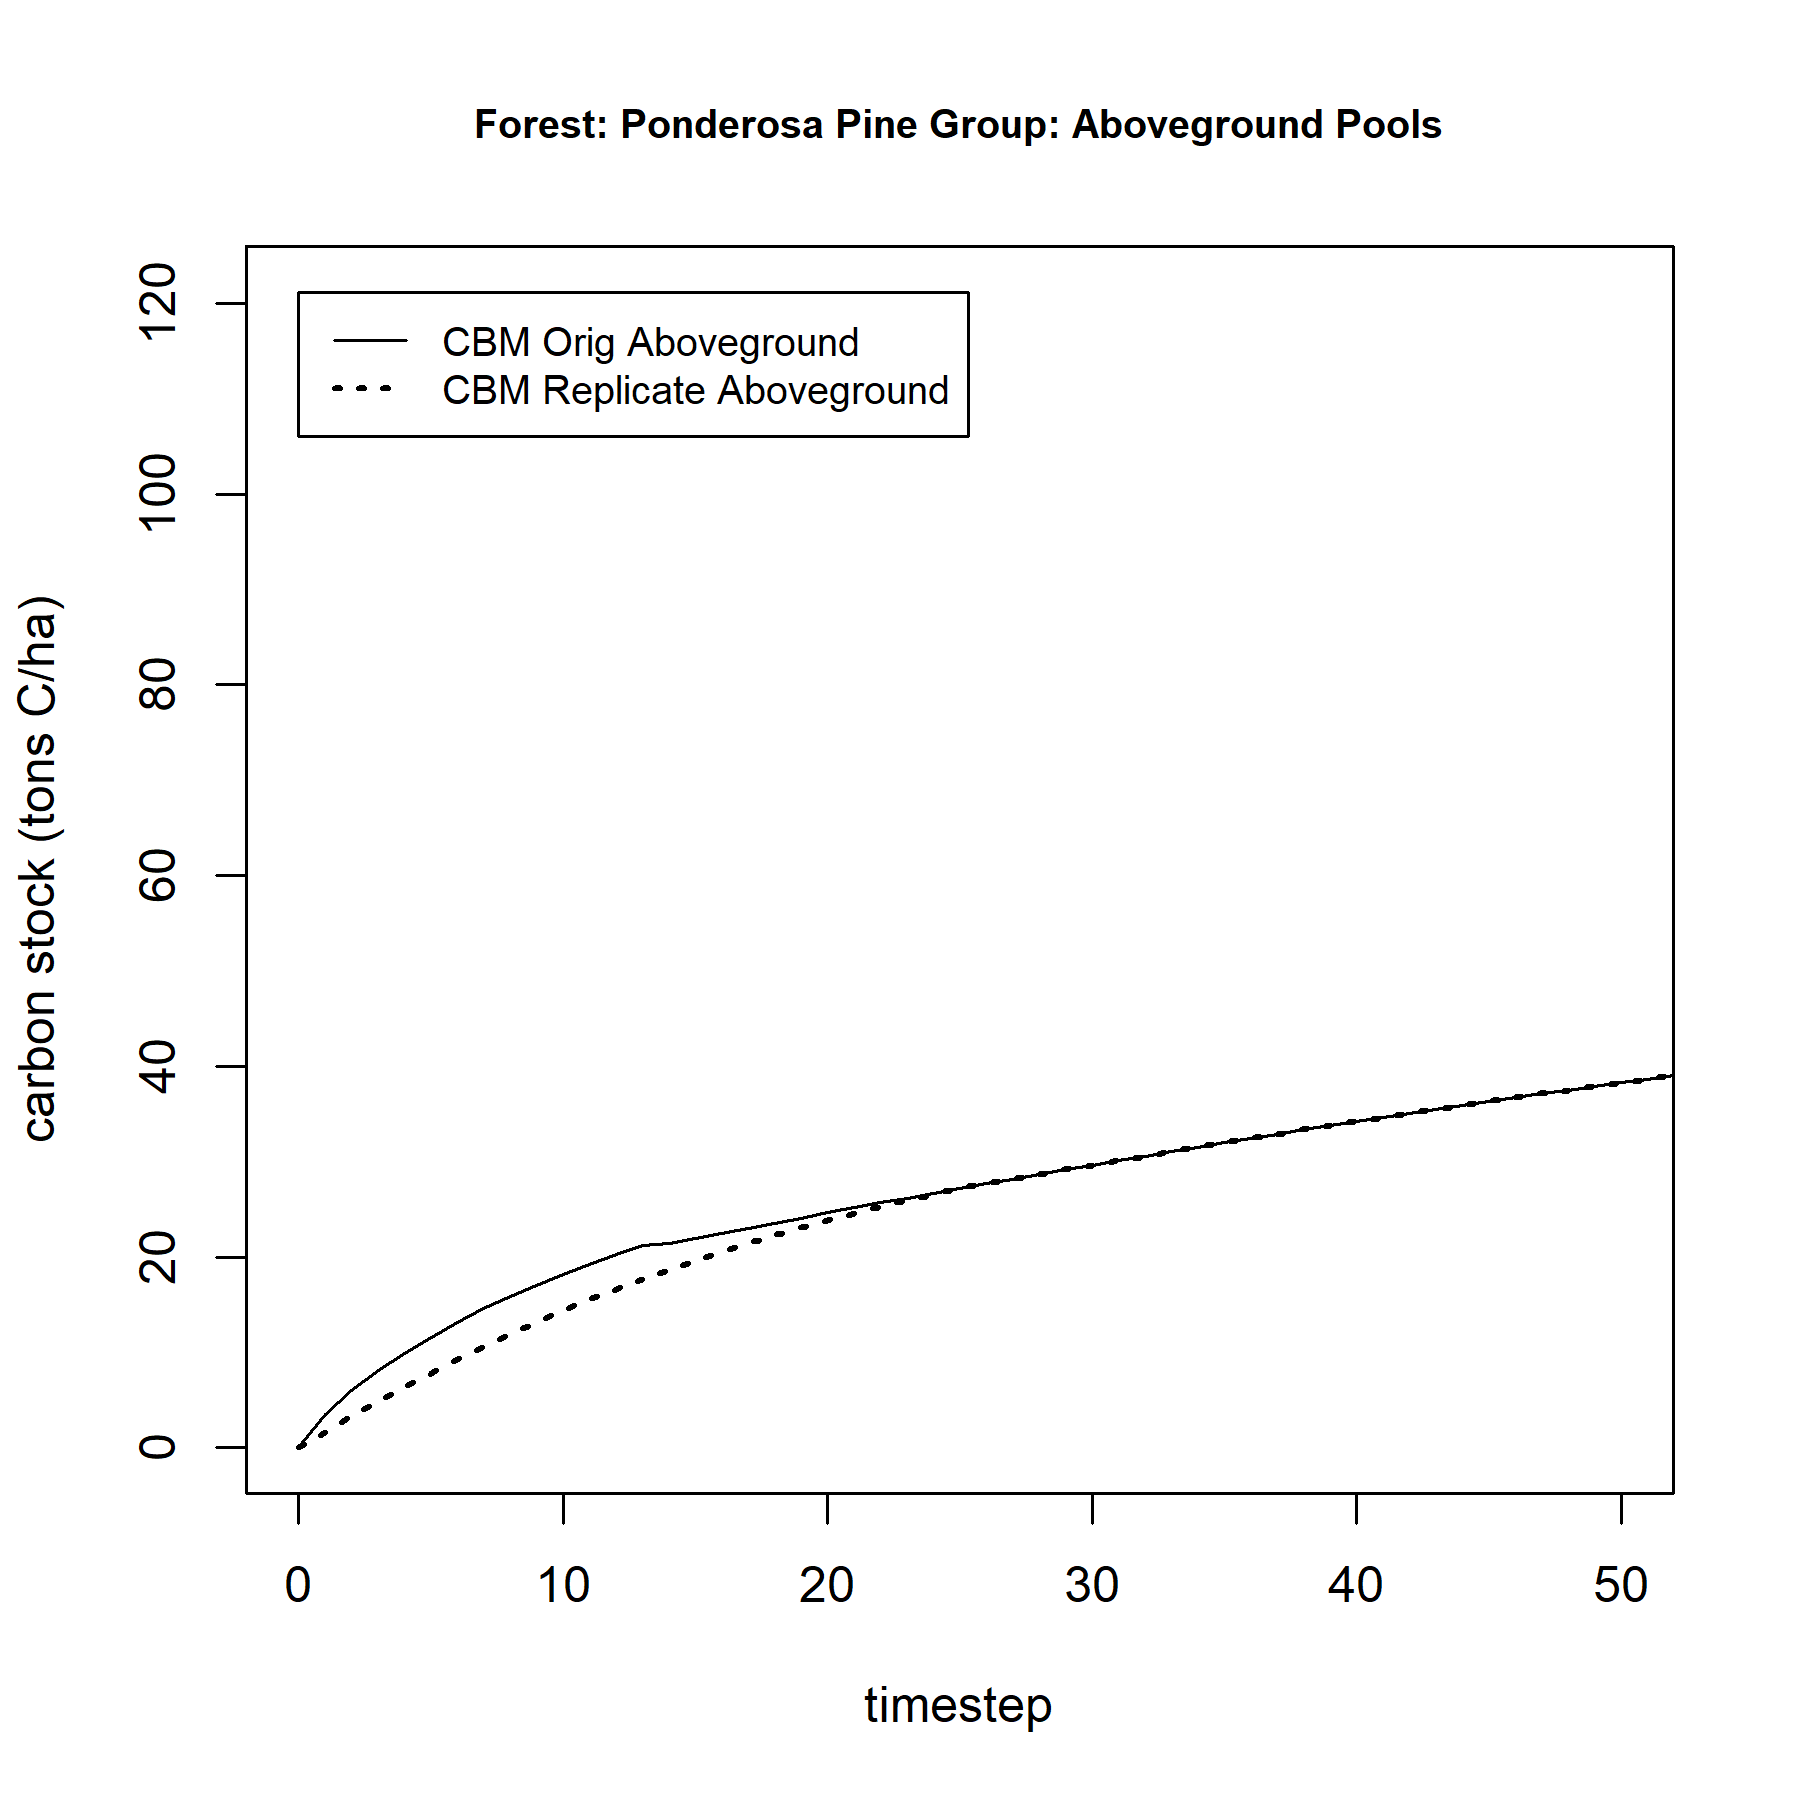 Forest: Ponderosa Pine Group: Aboveground Pools
CBM Orig Aboveground
CBM Replicate Aboveground
carbon stock (tons C/ha)
120
100
80
60
40
20
0
0 10 20 30 40 50
timestep